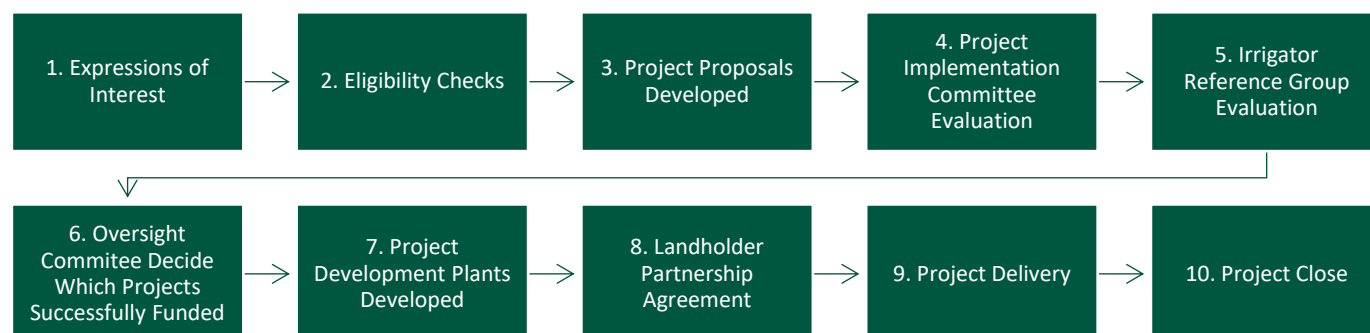 1. Expressions of
Interest
2. Eligibility Checks
3. Project Proposals
Developed
4. Project
Implementation
Committee
Evaluation
5. Irrigator
Reference Group
Evaluation
6. Oversight
Commitee Decide
Which Projects
Successfully Funded
7. Project
Development Plants
Developed
8. Landholder
Partnership
Agreement
9. Project Delivery
10. Project Close